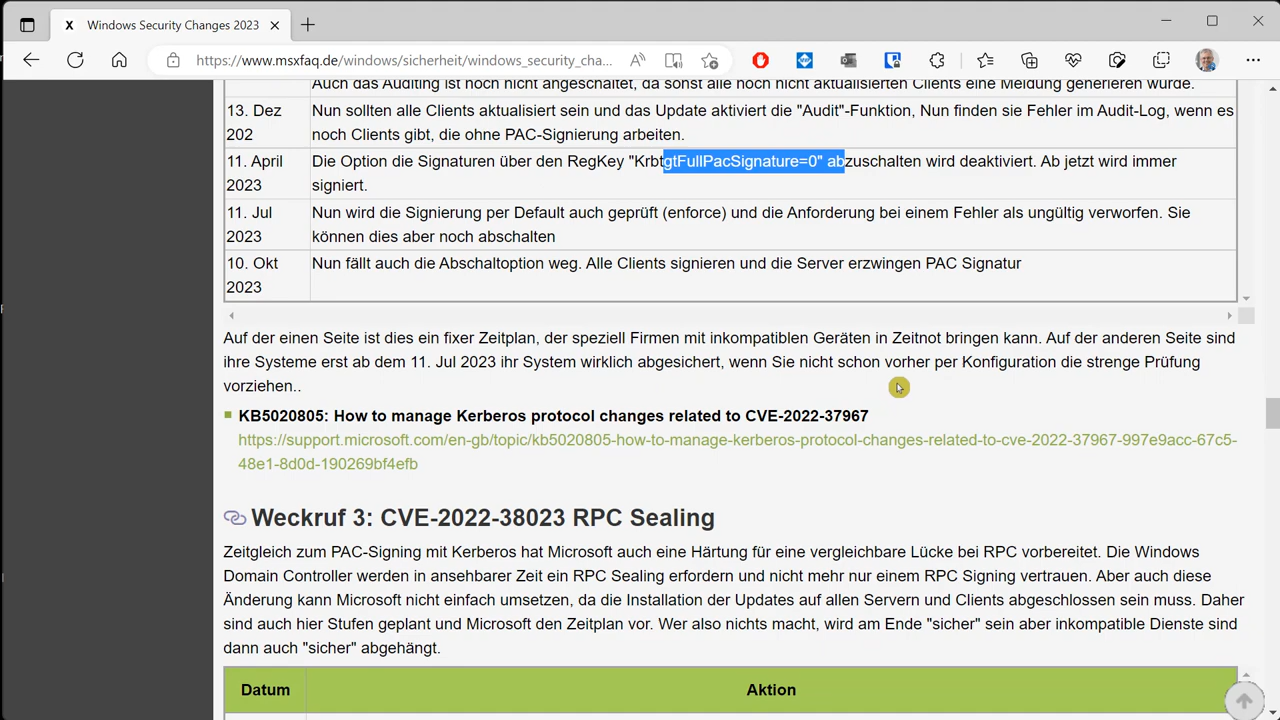 Windows Security Changes 2023
https://www.msxfaq.de/windows/sicherheit/windows_security_cha...
Auch das Auditing ist noch nicht angeschaltet, da sonst alle noch nicht aktualisierten Clients eine Meldung generieren würde.
13. Dez
202
Nun sollten alle Clients aktualisiert sein und das Update aktiviert die "Audit"-Funktion, Nun finden sie Fehler im Audit-Log, wenn es
noch Clients gibt, die ohne PAC-Signierung arbeiten.
11. April
2023
Die Option die Signaturen über den RegKey "KrbtgtFullPacSignature=0" abzuschalten wird deaktiviert. Ab jetzt wird immer
signiert.
11. Jul
2023
Nun wird die Signierung per Default auch geprüft (enforce) und die Anforderung bei einem Fehler als ungültig verworfen. Sie
können dies aber noch abschalten
10. Okt
2023
Nun fällt auch die Abschaltoption weg. Alle Clients signieren und die Server erzwingen PAC Signatur
Auf der einen Seite ist dies ein fixer Zeitplan, der speziell Firmen mit inkompatiblen Geräten in Zeitnot bringen kann. Auf der anderen Seite sind
ihre Systeme erst ab dem 11. Jul 2023 ihr System wirklich abgesichert, wenn Sie nicht schon vorher per Konfiguration die strenge Prüfung
vorziehen..
KB5020805: How to manage Kerberos protocol changes related to CVE-2022-37967
https://support.microsoft.com/en-gb/topic/kb5020805-how-to-manage-kerberos-protocol-changes-related-to-cve-2022-37967-997e9acc-67c5-
48e1-8d0d-190269bf4efb
Weckruf 3: CVE-2022-38023 RPC Sealing
Zeitgleich zum PAC-Signing mit Kerberos hat Microsoft auch eine Härtung für eine vergleichbare Lücke bei RPC vorbereitet. Die Windows
Domain Controller werden in ansehbarer Zeit ein RPC Sealing erfordern und nicht mehr nur einem RPC Signing vertrauen. Aber auch diese
Änderung kann Microsoft nicht einfach umsetzen, da die Installation der Updates auf allen Servern und Clients abgeschlossen sein muss. Daher
sind auch hier Stufen geplant und Microsoft den Zeitplan vor. Wer also nichts macht, wird am Ende "sicher" sein aber inkompatible Dienste sind
dann auch "sicher" abgehängt.
Datum
Aktion